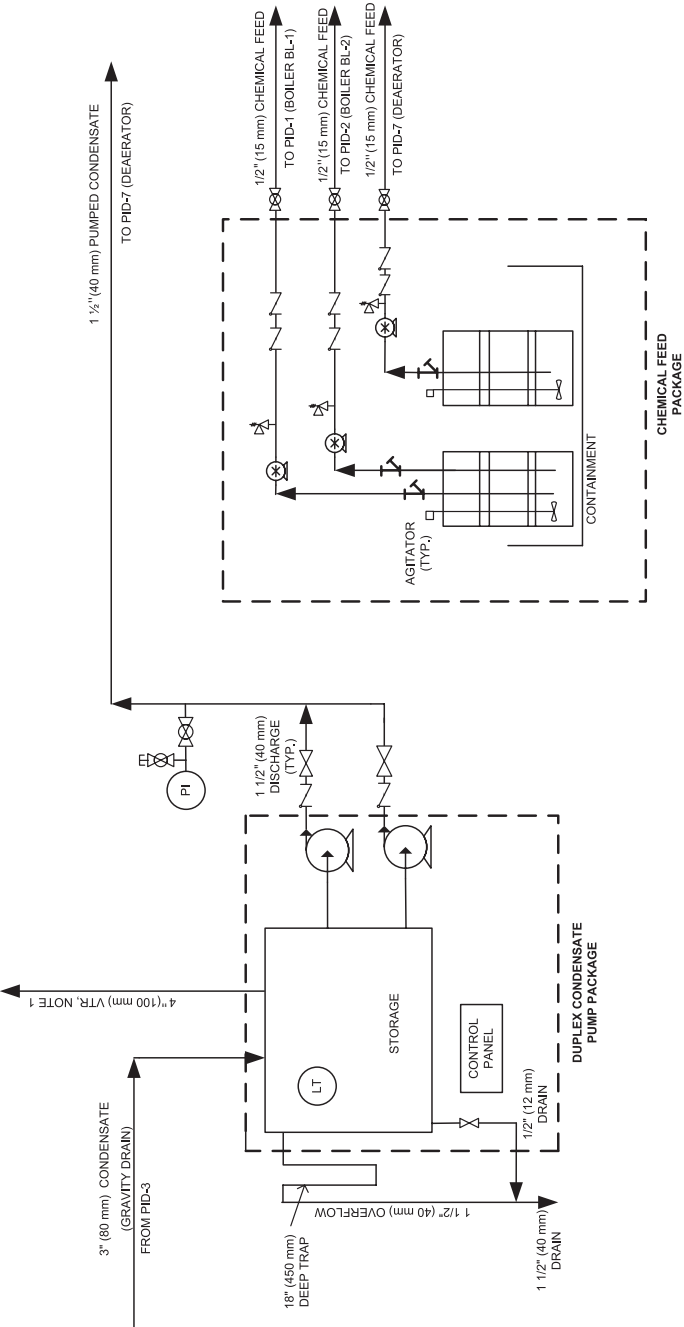 3" (80 mm) CONDENSATE
(GRAVITY DRAIN)
FROM PID-3
4" (100 mm) VTR, NOTE 1
1 ½" (40 mm) PUMPED CONDENSATE
TO PID-7 (DEAERATOR)
PI
1 1/2" (40 mm)
DISCHARGE
(TYP.)
LT
STORAGE
CONTROL
PANEL
18" (450 mm)
DEEP TRAP
1 1/2" (40 mm) OVERFLOW
1/2" (12 mm)
DRAIN
1 1/2" (40 mm)
DRAIN
DUPLEX CONDENSATE
PUMP PACKAGE
1/2" (15 mm) CHEMICAL FEED
TO PID-1 (BOILER BL-1)
1/2" (15 mm) CHEMICAL FEED
TO PID-2 (BOILER BL-2)
1/2" (15 mm) CHEMICAL FEED
TO PID-7 (DEAERATOR)
AGITATOR
(TYP.)
CONTAINMENT
CHEMICAL FEED
PACKAGE